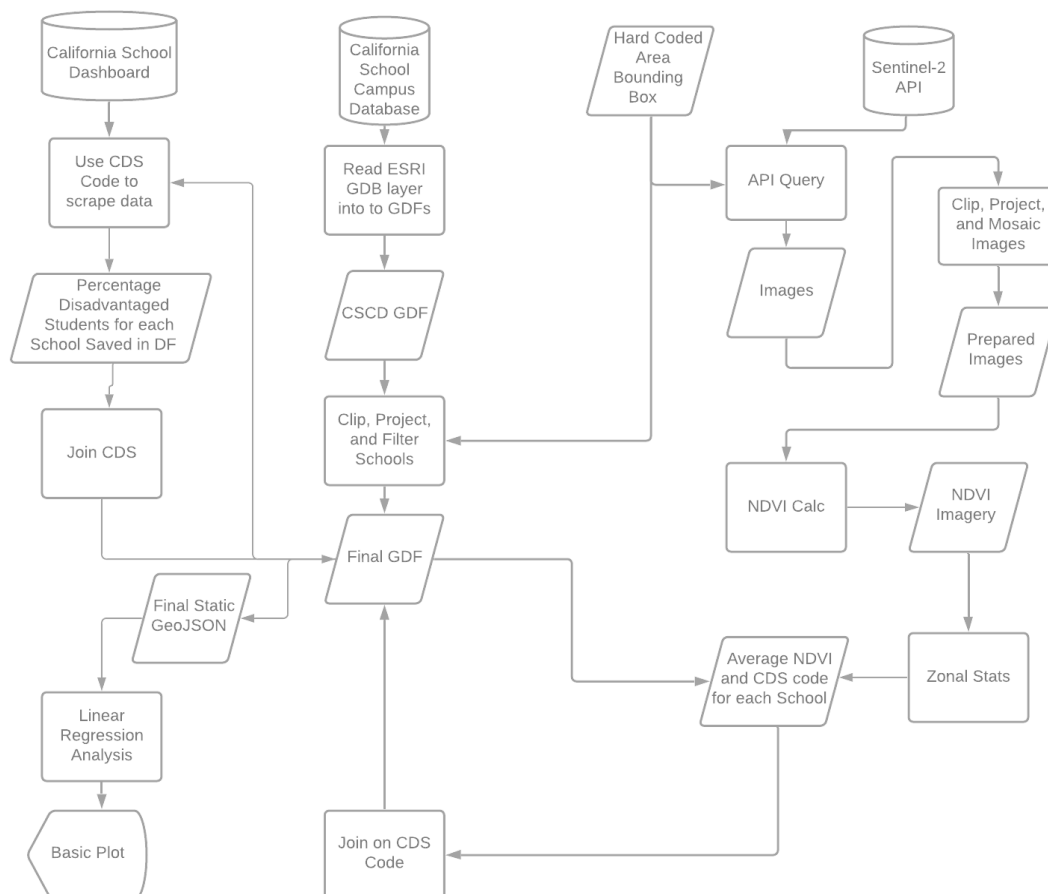 California School
Dashboard
California
School
Campus
Database
Hard Coded
Area
Bounding
Box
Sentinel-2
API
Use CDS
Code to
scrape data
Read ESRI
GDB layer
into to GDFs
API Query
Clip, Project,
and Mosaic
Images
Percentage
Disadvantaged
Students for each
School Saved in DF
CSCD GDF
Images
Prepared
Images
Join CDS
Clip, Project,
and Filter
Schools
NDVI Calc
NDVI
Imagery
Final GDF
Final Static
GeoJSON
Average NDVI
and CDS code
for each School
Zonal Stats
Linear
Regression
Analysis
Basic Plot
Join on CDS
Code